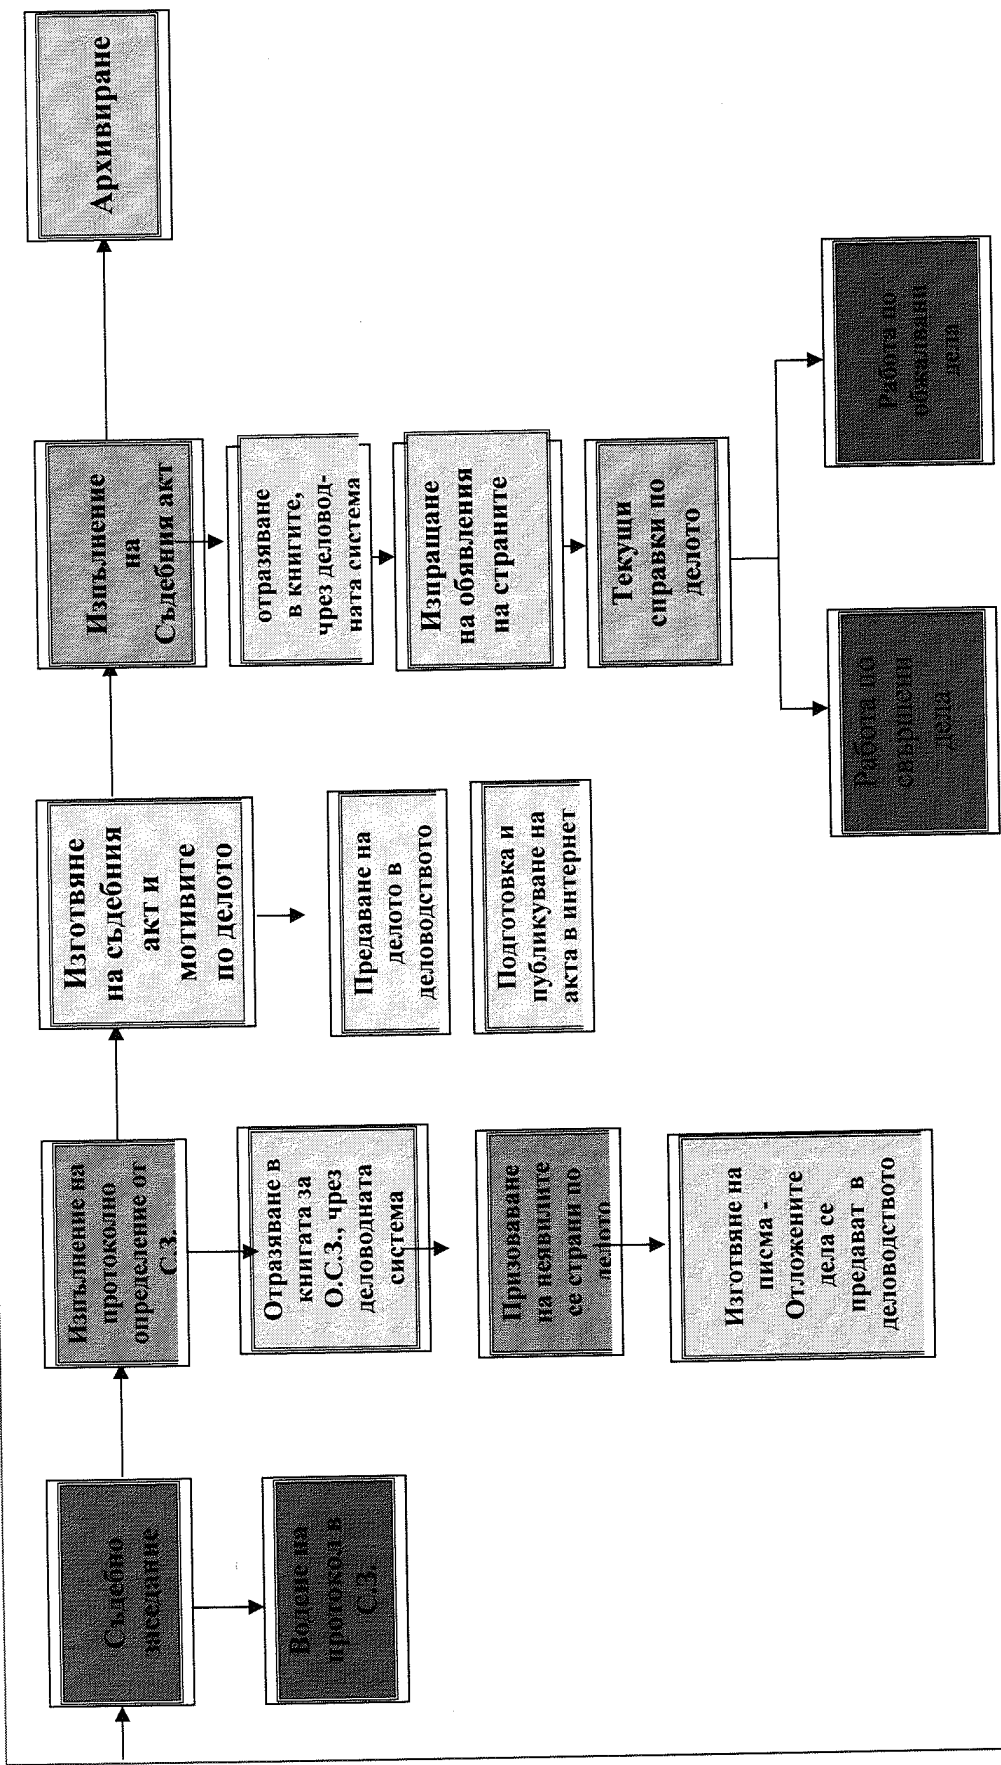 Съдебно
заседание
Водене на
протокол в
С.З.
Изпълнение на
протоколно
определение от
С.З.
Отразяване в
книгата за
О.С.З., чрез
деловодната
система
Призоваване
на неявилите
се страни по
делото
Изготвяне на
писма -
Отложените
дела се
предават в
деловодството
Изготвяне
на съдебния
акт и
мотивите
по делото
Предаване на
делото в
деловодството
Подготовка и
публикуване на
акта в интернет
Изпълнение
на
Съдебния акт
отразяване
в книгите,
чрез деловод-
ната система
Изпращане
на обявления
на страните
Текущи
справки по
делото
Работа по
свършени
дела
Работа по
обжалвани
дела
Архивиране